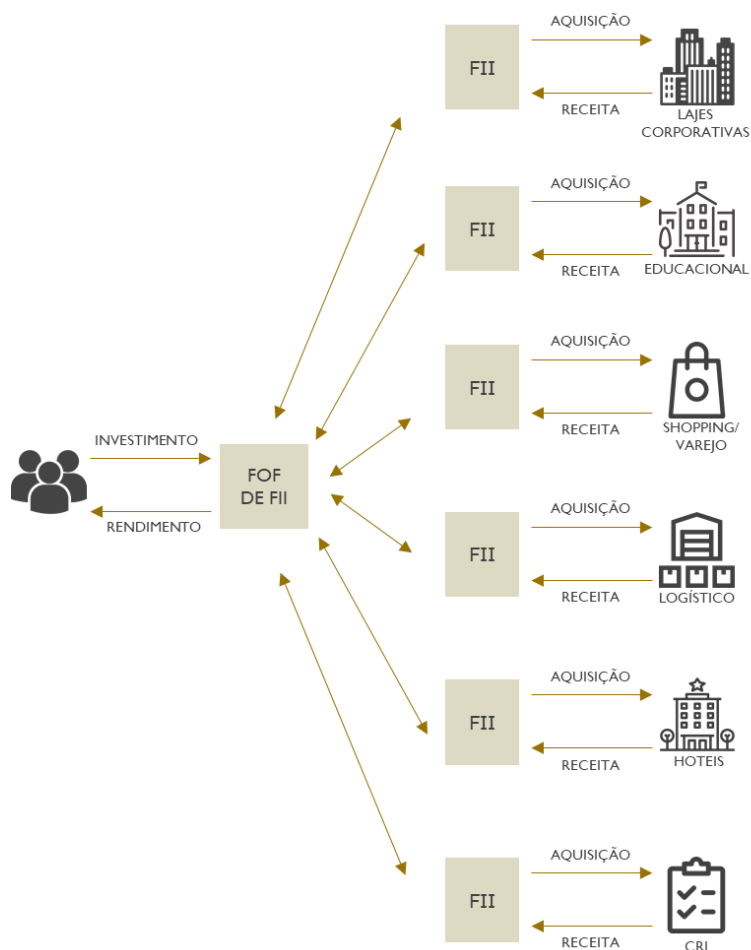 AQUISIÇÃO
FII
RECEITA
LAJES
CORPORATIVAS
AQUISIÇÃO
FII
RECEITA
EDUCACIONAL
AQUISIÇÃO
FII
RECEITA
SHOPPING/
VAREJO
INVESTIMENTO
FOF
DE FII
RENDIMENTO
AQUISIÇÃO
FII
RECEITA
LOGÍSTICO
AQUISIÇÃO
FII
RECEITA
HOTEIS
AQUISIÇÃO
FII
RECEITA
CRI